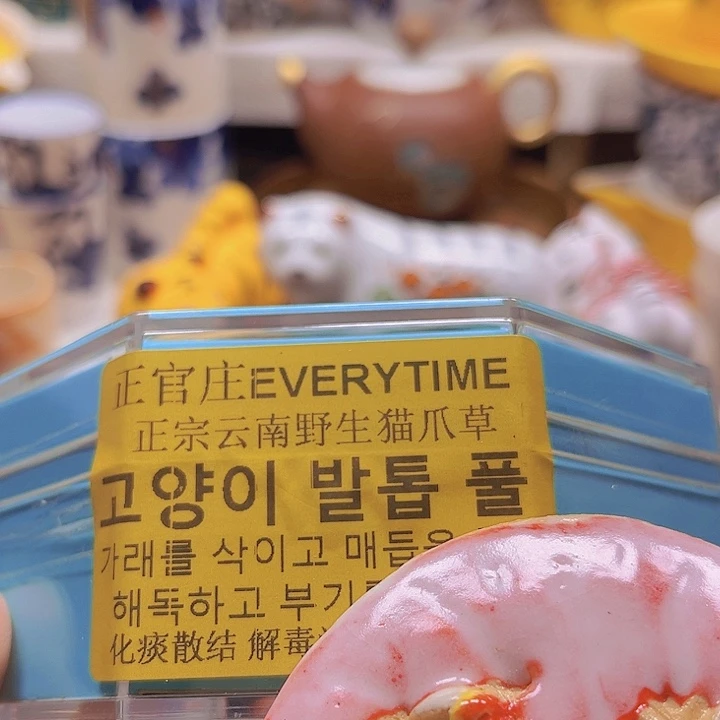 正官庄EVERYTIME
正宗云南野生猫爪草
고양이 발톱 풀
가래를 삭이고 매듭은
해독하고 부기
化痰散结 解毒